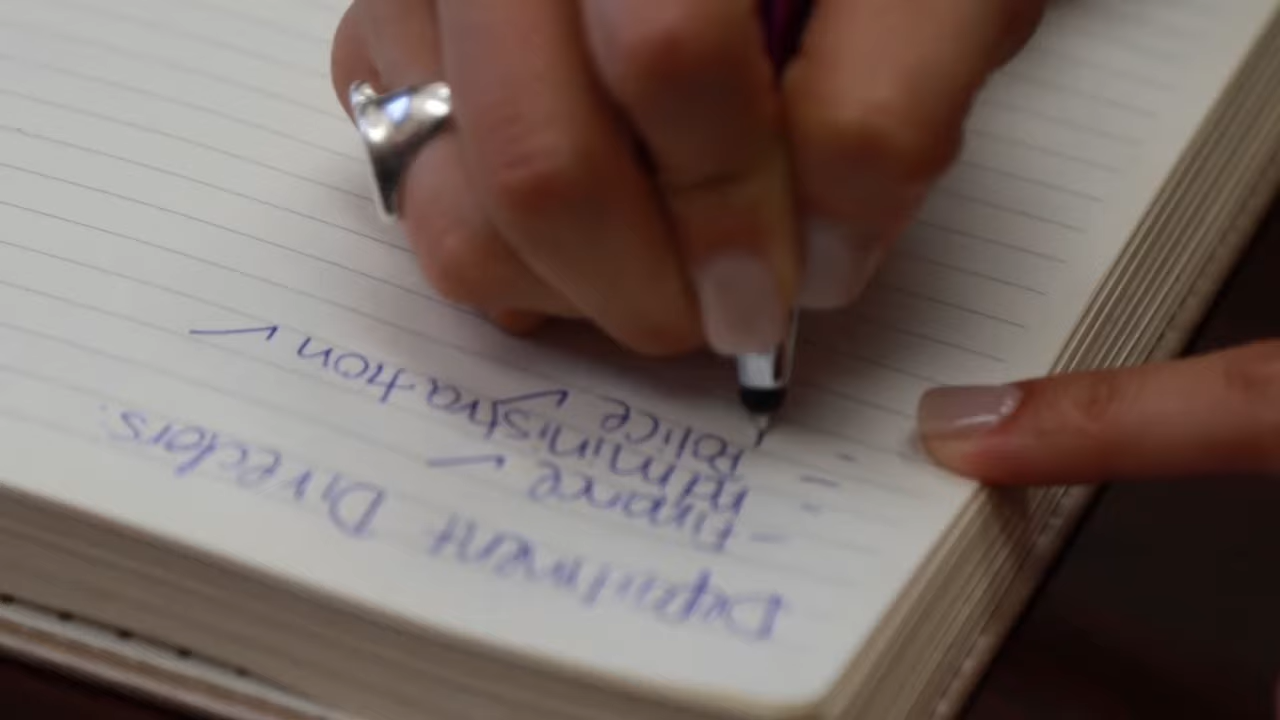 Department Directors:
- Finance ✓
- Administration ✓
- Police ✓